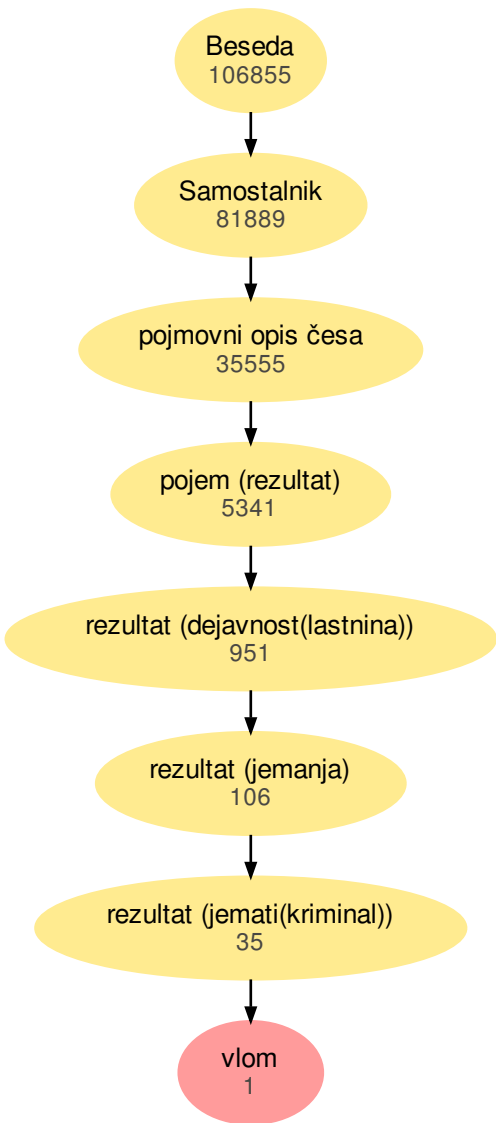 Beseda
106855
Samostalnik
81889
pojmovni opis česa
35555
pojem (rezultat)
5341
rezultat (dejavnost(lastnina))
951
rezultat (jemanja)
106
rezultat (jemati(kriminal))
35
vlom
1